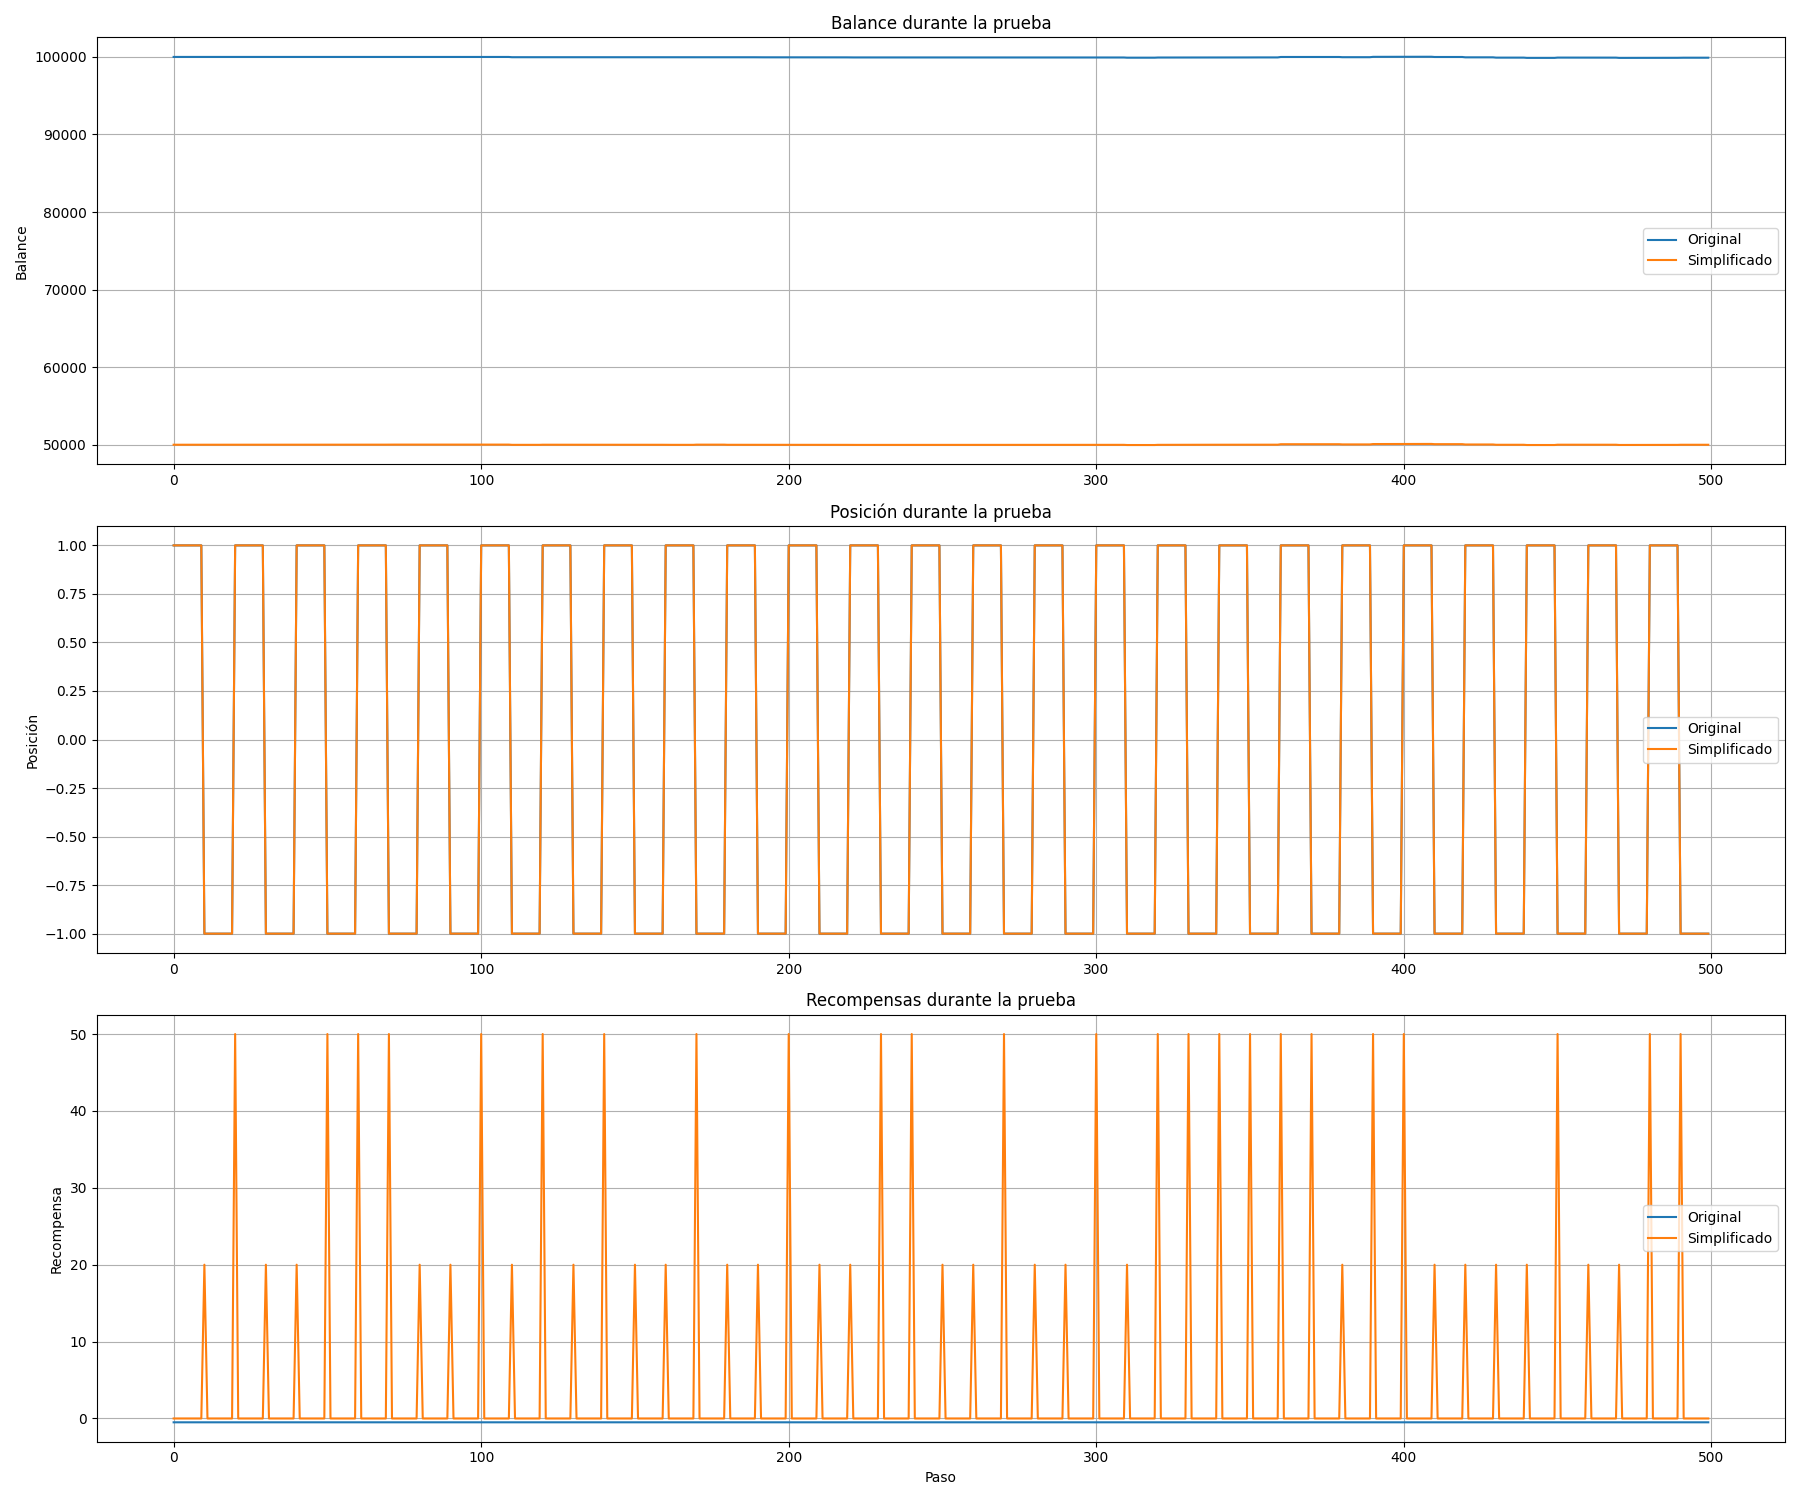 Balance durante la prueba
100000
90000
80000
70000
60000
50000
Balance
Original
Simplificado
0 100 200 300 400 500
Posición durante la prueba
1.00
0.75
0.50
0.25
0.00
−0.25
−0.50
−0.75
−1.00
Posición
Original
Simplificado
0 100 200 300 400 500
Recompensas durante la prueba
50
40
30
20
10
0
Recompensa
Original
Simplificado
0 100 200 300 400 500
Paso